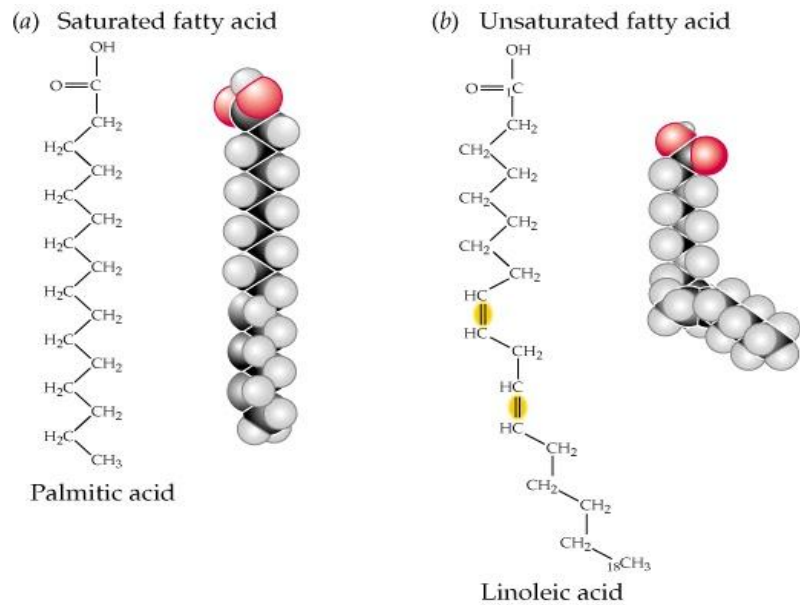 (a) Saturated fatty acid
OH
O=C
CH₂
H₂C
CH₂
H₂C
CH₂
H₂C
CH₂
H₂C
CH₂
H₂C
CH₂
H₂C
CH₂
H₂C
CH₃
Palmitic acid
(b) Unsaturated fatty acid
OH
O=₁C
CH₂
CH₂
CH₂
CH₂
CH₂
CH₂
CH₂
HC
HC
CH₂
HC
HC
CH₂
CH₂
CH₂
CH₂
₁₈CH₃
Linoleic acid